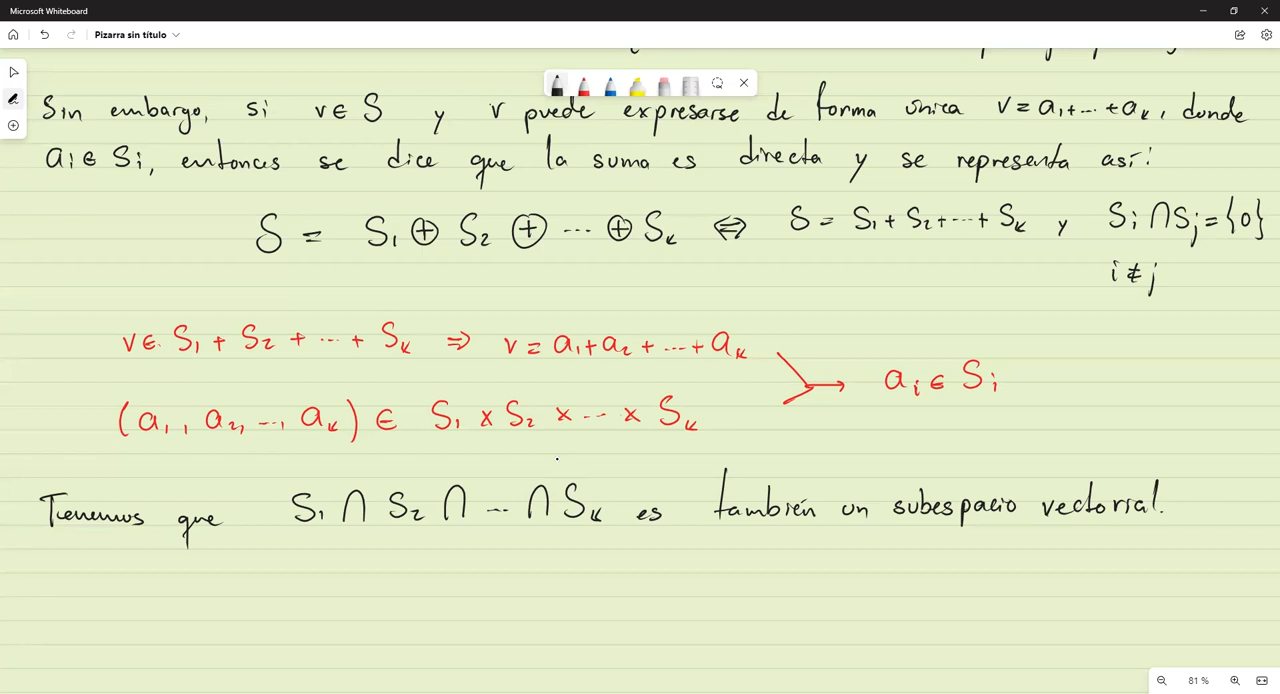 Microsoft Whiteboard
Pizarra sin título
Sin embargo, si v ∈ S y v puede expresarse de forma única v = a₁+...+aₖ, donde
aᵢ ∈ Sᵢ, entonces se dice que la suma es directa y se representa así:
S = S₁ ⊕ S₂ ⊕ ... ⊕ Sₖ ⇔ S = S₁ + S₂ + ... + Sₖ y Sᵢ ∩ Sⱼ = {0}
i ≠ j
v ∈ S₁ + S₂ + ... + Sₖ ⇒ v = a₁+a₂+...+aₖ
aᵢ ∈ Sᵢ
(a₁, a₂, ..., aₖ) ∈ S₁ x S₂ x ... x Sₖ
Tenemos que S₁ ∩ S₂ ∩ ... ∩ Sₖ es también un subespacio vectorial.
81 %